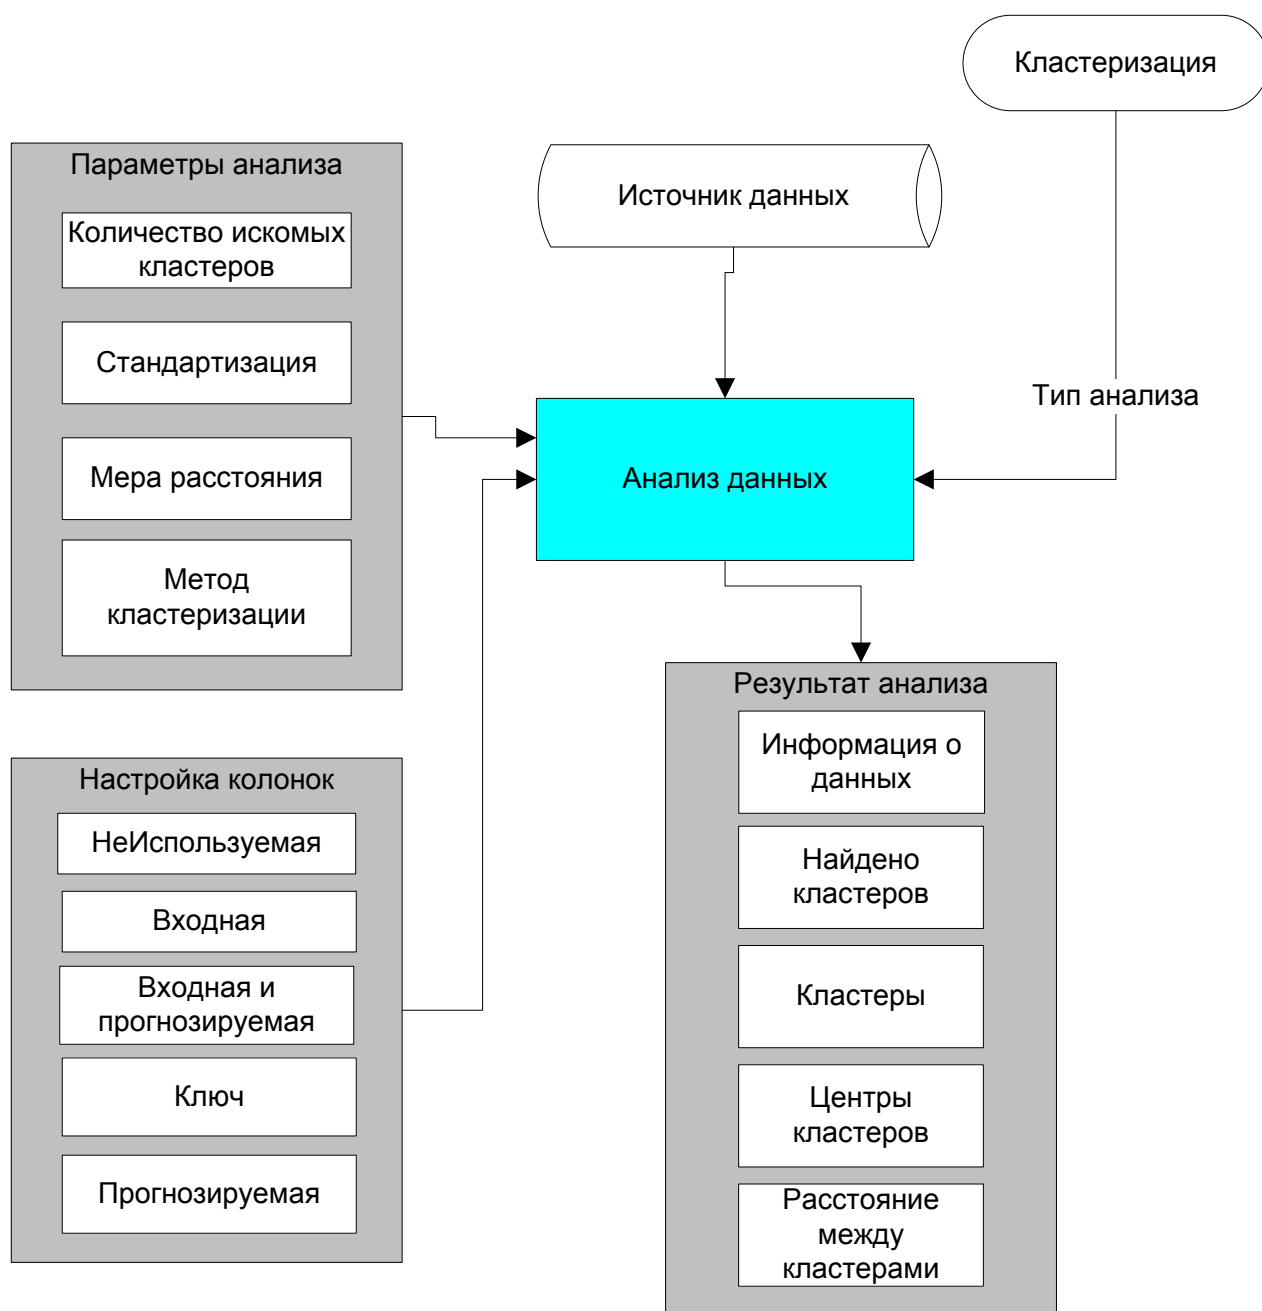 Кластеризация
Параметры анализа
Количество искомых
кластеров
Стандартизация
Мера расстояния
Метод
кластеризации
Источник данных
Тип анализа
Анализ данных
Настройка колонок
НеИспользуемая
Входная
Входная и
прогнозируемая
Ключ
Прогнозируемая
Результат анализа
Информация о
данных
Найдено
кластеров
Кластеры
Центры
кластеров
Расстояние
между
кластерами